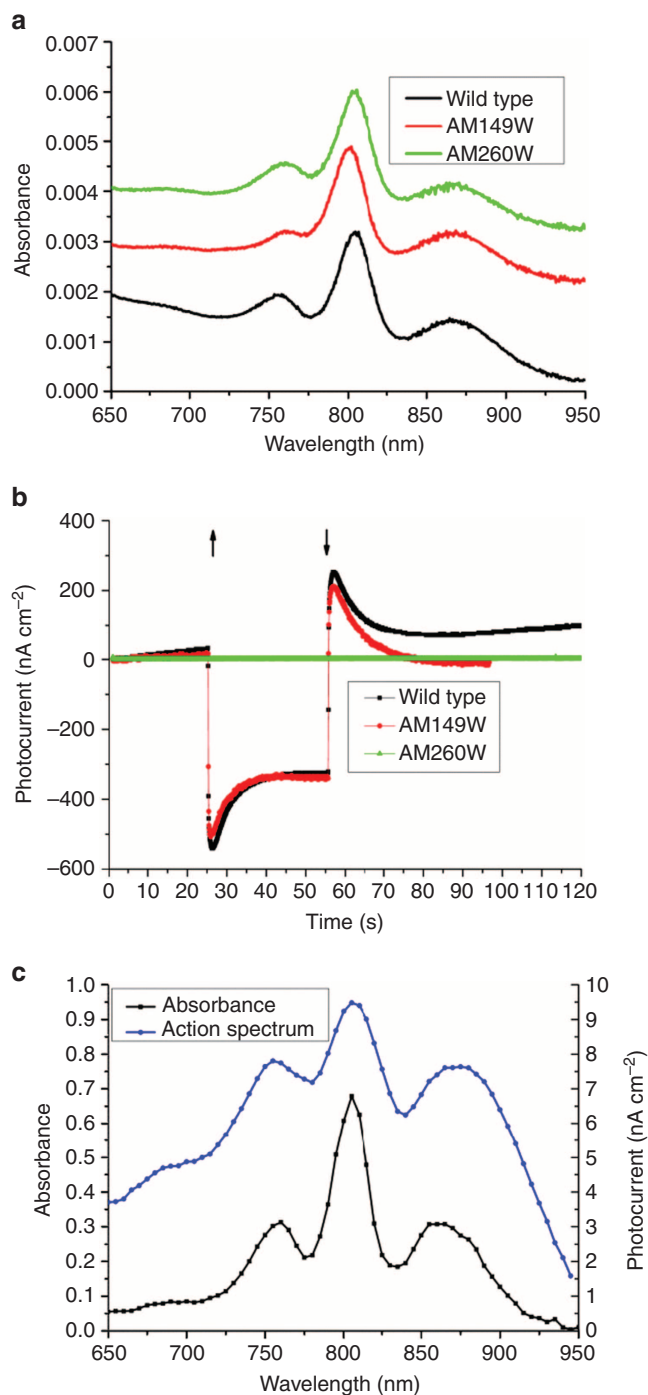 a
0.007
0.006
0.005
0.004
0.003
0.002
0.001
0.000
Absorbance
Wild type
AM149W
AM260W
650 700 750 800 850 900 950
Wavelength (nm)
b
400
200
0
−200
−400
−600
Photocurrent (nA cm−2)
Wild type
AM149W
AM260W
0 10 20 30 40 50 60 70 80 90 100 110 120
Time (s)
c
1.0
0.9
0.8
0.7
0.6
0.5
0.4
0.3
0.2
0.1
0.0
Absorbance
Absorbance
Action spectrum
10
9
8
7
6
5
4
3
2
1
0
Photocurrent (nA cm−2)
650 700 750 800 850 900 950
Wavelength (nm)